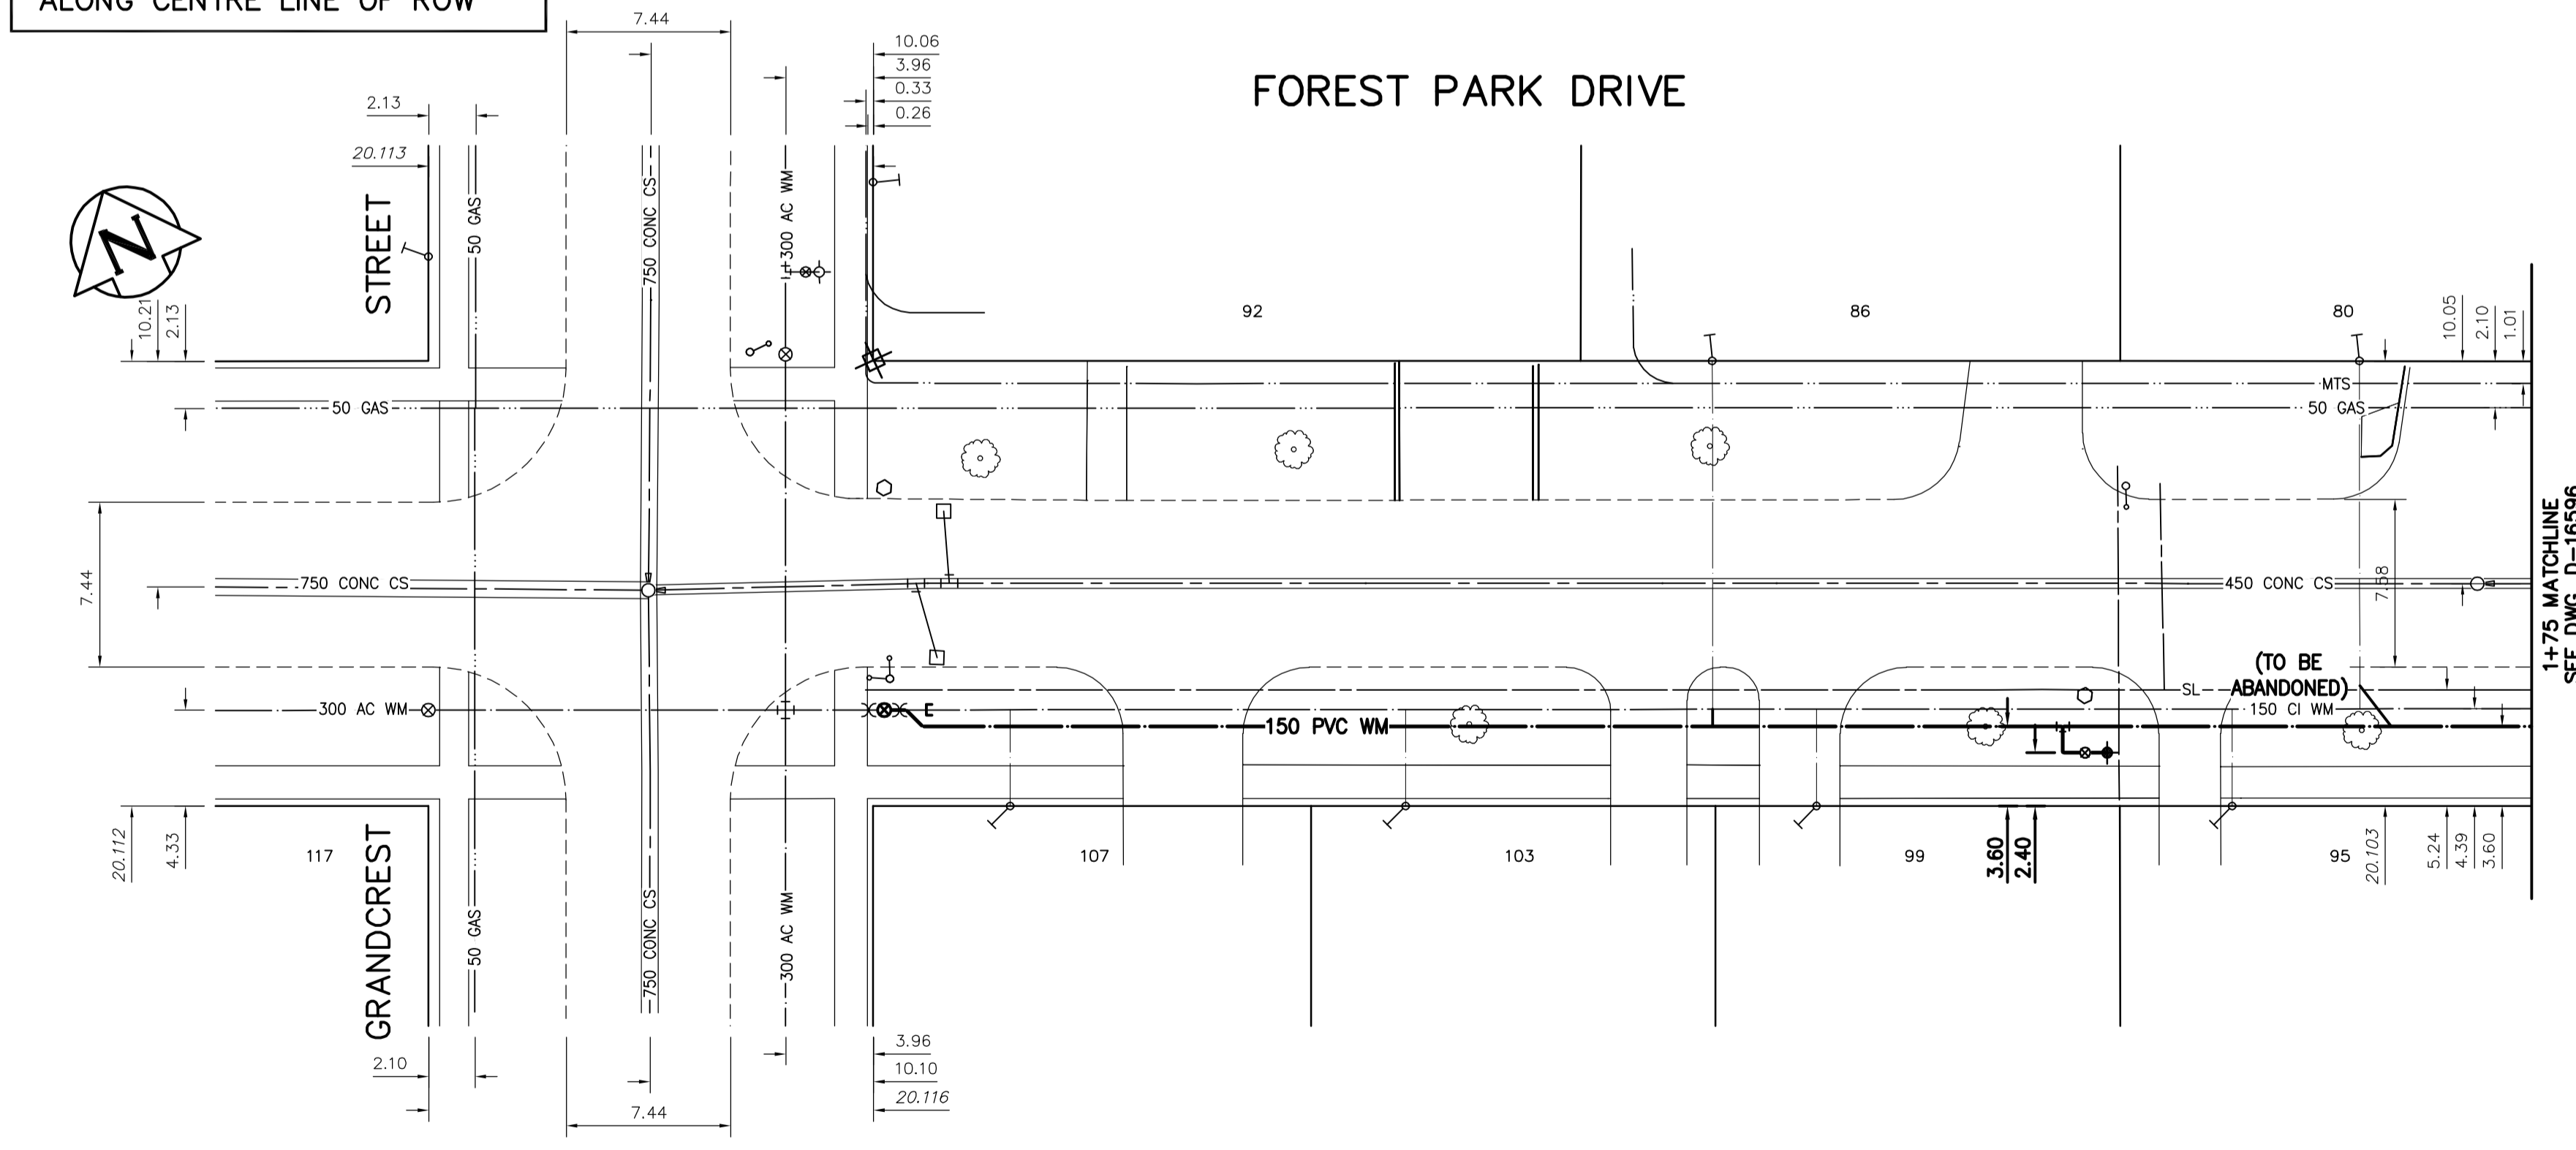 ALONG CENTRE LINE OF ROW
7.44
10.06
3.96
0.33
0.26
FOREST PARK DRIVE
2.13
20.113
STREET
50 GAS
750 CONC CS
300 AC WM
N
10.21
2.13
92
86
80
10.05
2.10
1.01
MTS
50 GAS
50 GAS
7.44
750 CONC CS
450 CONC CS
7.58
1+75 MATCHLINE
SEE DWG D-16596
(TO BE
ABANDONED)
SL
150 CI WM
300 AC WM
E
150 PVC WM
20.112
4.33
117
GRANDCREST
50 GAS
750 CONC CS
300 AC WM
107
103
99
3.60
2.40
95
20.103
5.24
4.39
3.60
2.10
3.96
10.10
20.116
7.44